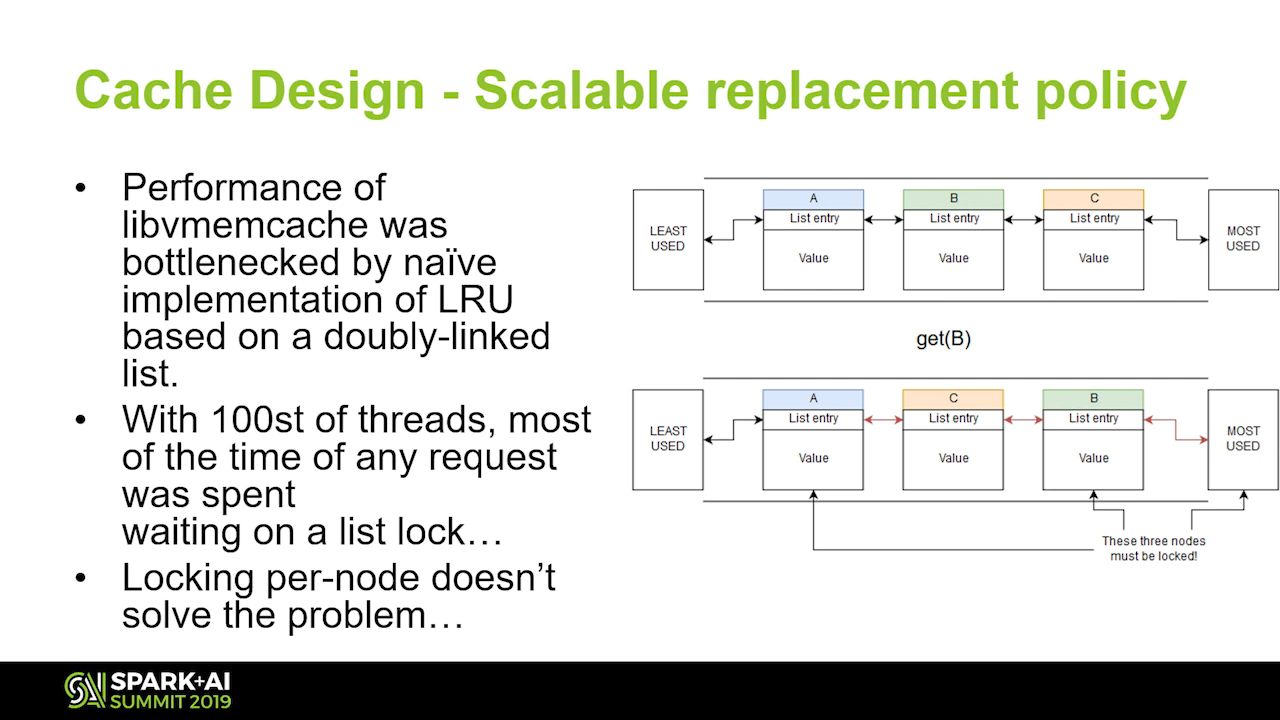 Cache Design - Scalable replacement policy
• Performance of
libvmemcache was
bottlenecked by naïve
implementation of LRU
based on a doubly-linked
list.
• With 100st of threads, most
of the time of any request
was spent
waiting on a list lock…
• Locking per-node doesn’t
solve the problem…
LEAST
USED
A
List entry
Value
B
List entry
Value
C
List entry
Value
MOST
USED
get(B)
LEAST
USED
A
List entry
Value
C
List entry
Value
B
List entry
Value
MOST
USED
These three nodes
must be locked!
SPARK+AI
SUMMIT 2019